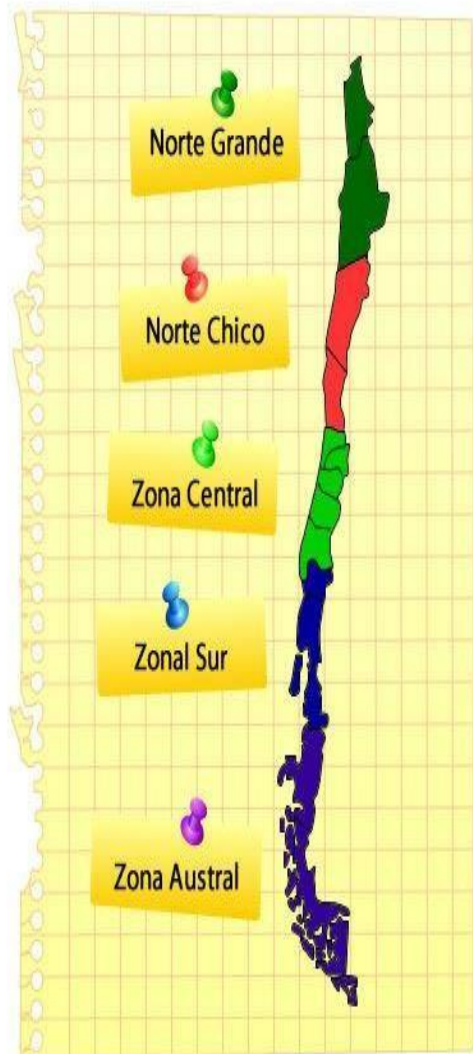 Norte Grande
Norte Chico
Zona Central
Zonal Sur
Zona Austral